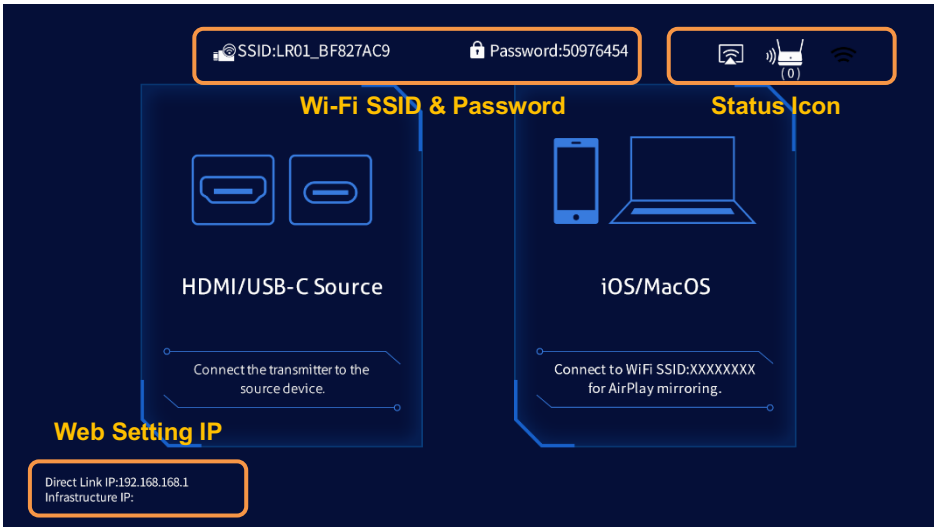 SSID:LR01_BF827AC9
Password:50976454
(0)
Wi-Fi SSID & Password
Status Icon
HDMI/USB-C Source
Connect the transmitter to the
source device.
iOS/MacOS
Connect to WiFi SSID:XXXXXXXX
for AirPlay mirroring.
Web Setting IP
Direct Link IP:192.168.168.1
Infrastructure IP: